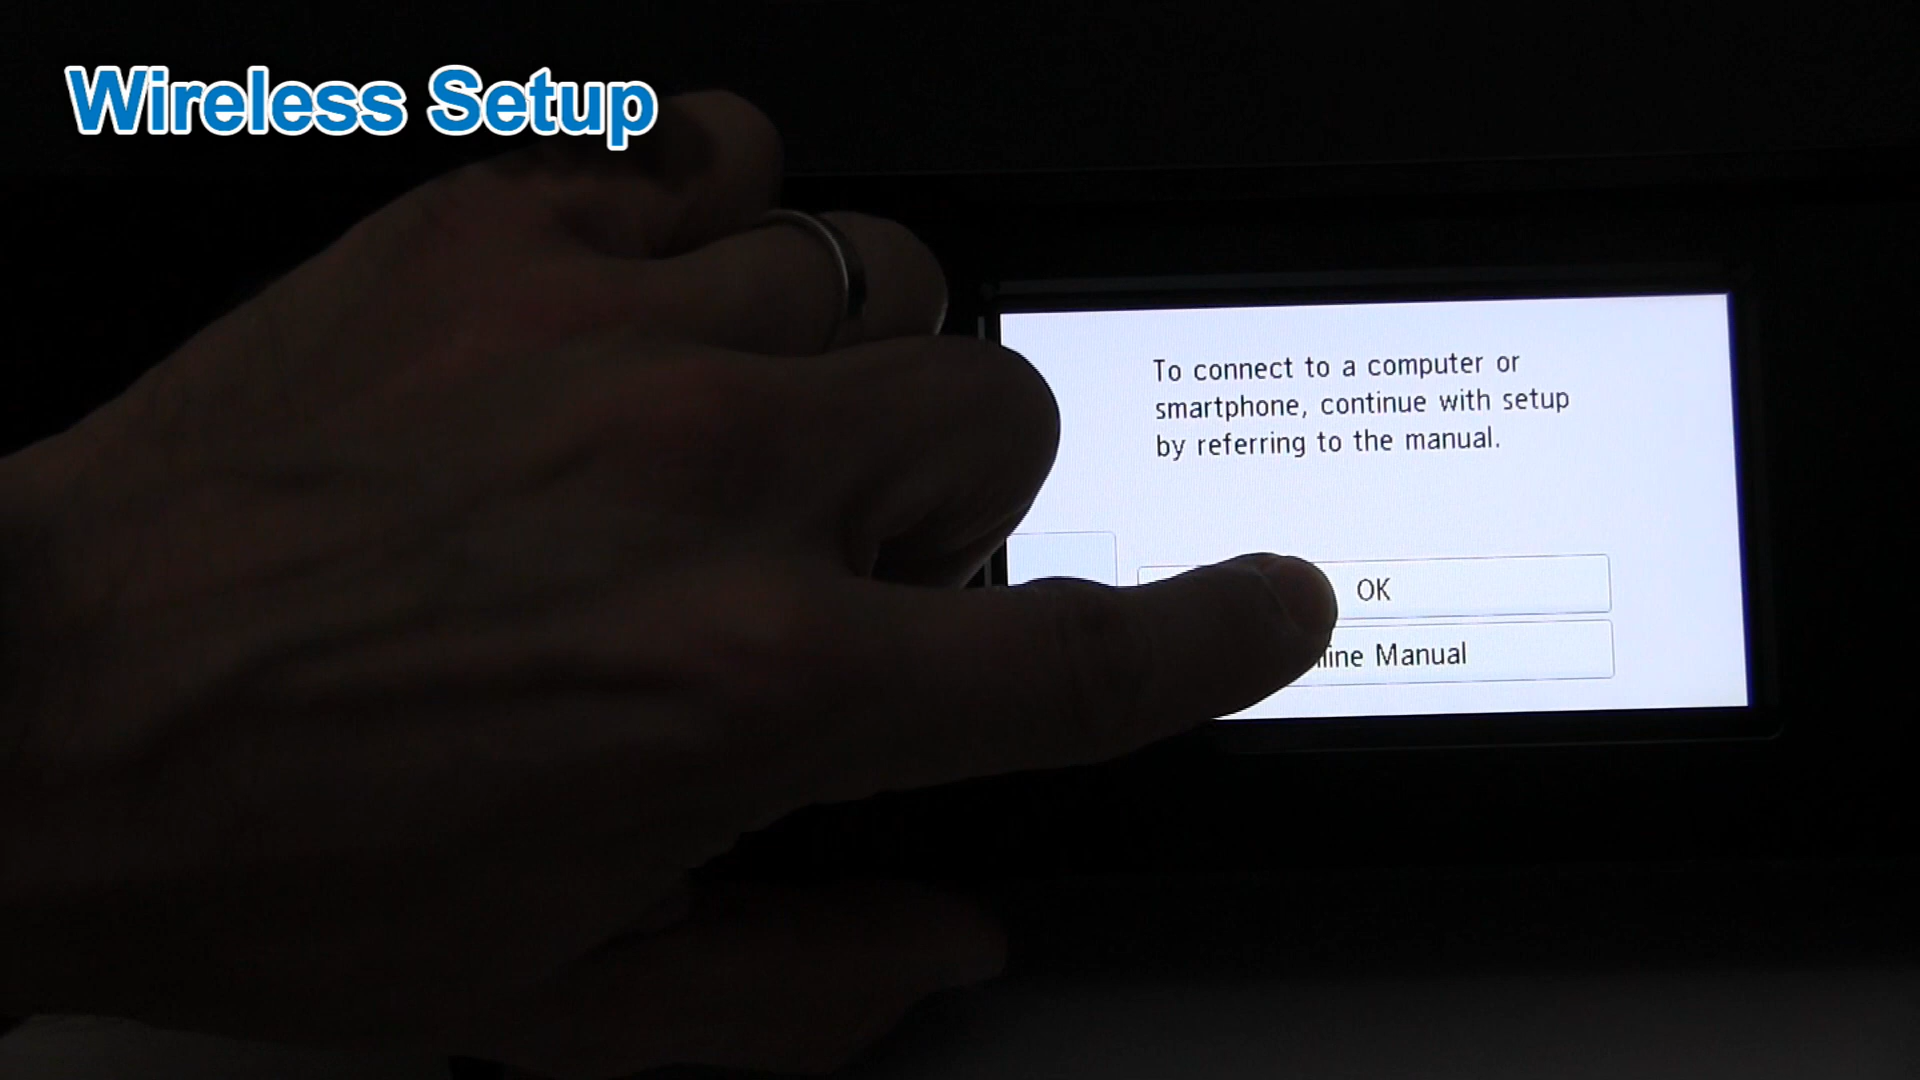 Wireless Setup
To connect to a computer or
smartphone, continue with setup
by referring to the manual.
OK
Manual